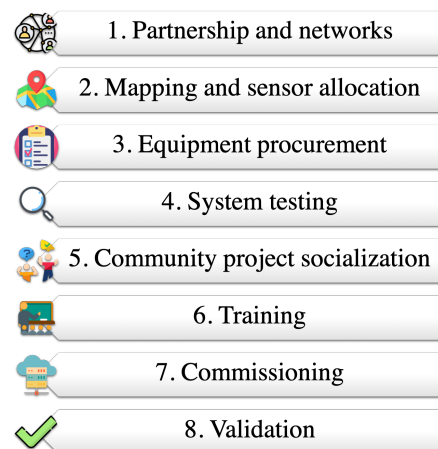 1. Partnership and networks
2. Mapping and sensor allocation
3. Equipment procurement
4. System testing
5. Community project socialization
6. Training
7. Commissioning
8. Validation